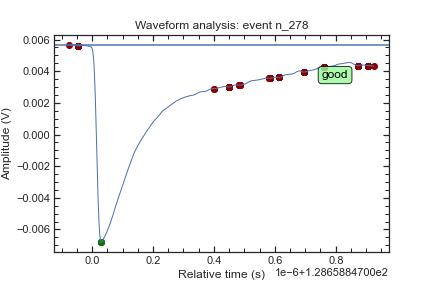 Waveform analysis: event n_278
0.006
0.004
0.002
0.000
−0.002
−0.004
−0.006
Amplitude (V)
good
0.0 0.2 0.4 0.6 0.8
Relative time (s)
1e−6+1.2865884700e2